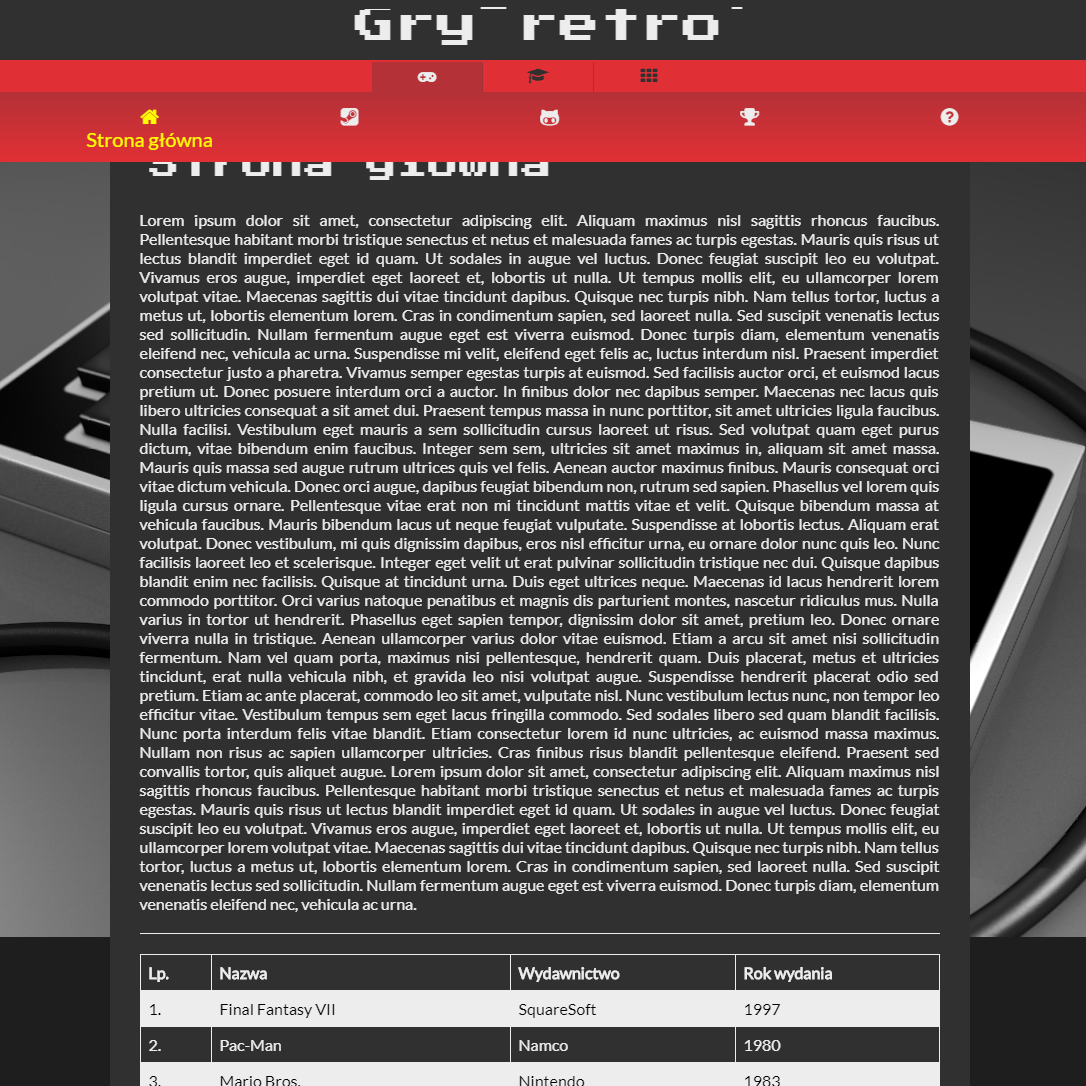 Gry retro
Strona główna
Strona główna
Lorem ipsum dolor sit amet, consectetur adipiscing elit. Aliquam maximus nisl sagittis rhoncus faucibus.
Pellentesque habitant morbi tristique senectus et netus et malesuada fames ac turpis egestas. Mauris quis risus ut
lectus blandit imperdiet eget id quam. Ut sodales in augue vel luctus. Donec feugiat suscipit leo eu volutpat.
Vivamus eros augue, imperdiet eget laoreet et, lobortis ut nulla. Ut tempus mollis elit, eu ullamcorper lorem
volutpat vitae. Maecenas sagittis dui vitae tincidunt dapibus. Quisque nec turpis nibh. Nam tellus tortor, luctus a
metus ut, lobortis elementum lorem. Cras in condimentum sapien, sed laoreet nulla. Sed suscipit venenatis lectus
sed sollicitudin. Nullam fermentum augue eget est viverra euismod. Donec turpis diam, elementum venenatis
eleifend nec, vehicula ac urna. Suspendisse mi velit, eleifend eget felis ac, luctus interdum nisl. Praesent imperdiet
consectetur justo a pharetra. Vivamus semper egestas turpis at euismod. Sed facilisis auctor orci, et euismod lacus
pretium ut. Donec posuere interdum orci a auctor. In finibus dolor nec dapibus semper. Maecenas nec lacus quis
libero ultricies consequat a sit amet dui. Praesent tempus massa in nunc porttitor, sit amet ultricies ligula faucibus.
Nulla facilisi. Vestibulum eget mauris a sem sollicitudin cursus laoreet ut risus. Sed volutpat quam eget purus
dictum, vitae bibendum enim faucibus. Integer sem sem, ultricies sit amet maximus in, aliquam sit amet massa.
Mauris quis massa sed augue rutrum ultrices quis vel felis. Aenean auctor maximus finibus. Mauris consequat orci
vitae dictum vehicula. Donec orci augue, dapibus feugiat bibendum non, rutrum sed sapien. Phasellus vel lorem quis
ligula cursus ornare. Pellentesque vitae erat non mi tincidunt mattis vitae et velit. Quisque bibendum massa at
vehicula faucibus. Mauris bibendum lacus ut neque feugiat vulputate. Suspendisse at lobortis lectus. Aliquam erat
volutpat. Donec vestibulum, mi quis dignissim dapibus, eros nisl efficitur urna, eu ornare dolor nunc quis leo. Nunc
facilisis laoreet leo et scelerisque. Integer eget velit ut erat pulvinar sollicitudin tristique nec dui. Quisque dapibus
blandit enim nec facilisis. Quisque at tincidunt urna. Duis eget ultrices neque. Maecenas id lacus hendrerit lorem
commodo porttitor. Orci varius natoque penatibus et magnis dis parturient montes, nascetur ridiculus mus. Nulla
varius in tortor ut hendrerit. Phasellus eget sapien tempor, dignissim dolor sit amet, pretium leo. Donec ornare
viverra nulla in tristique. Aenean ullamcorper varius dolor vitae euismod. Etiam a arcu sit amet nisi sollicitudin
fermentum. Nam vel quam porta, maximus nisi pellentesque, hendrerit quam. Duis placerat, metus et ultricies
tincidunt, erat nulla vehicula nibh, et gravida leo nisi volutpat augue. Suspendisse hendrerit placerat odio sed
pretium. Etiam ac ante placerat, commodo leo sit amet, vulputate nisl. Nunc vestibulum lectus nunc, non tempor leo
efficitur vitae. Vestibulum tempus sem eget lacus fringilla commodo. Sed sodales libero sed quam blandit facilisis.
Nunc porta interdum felis vitae blandit. Etiam consectetur lorem id nunc ultricies, ac euismod massa maximus.
Nullam non risus ac sapien ullamcorper ultricies. Cras finibus risus blandit pellentesque eleifend. Praesent sed
convallis tortor, quis aliquet augue. Lorem ipsum dolor sit amet, consectetur adipiscing elit. Aliquam maximus nisl
sagittis rhoncus faucibus. Pellentesque habitant morbi tristique senectus et netus et malesuada fames ac turpis
egestas. Mauris quis risus ut lectus blandit imperdiet eget id quam. Ut sodales in augue vel luctus. Donec feugiat
suscipit leo eu volutpat. Vivamus eros augue, imperdiet eget laoreet et, lobortis ut nulla. Ut tempus mollis elit, eu
ullamcorper lorem volutpat vitae. Maecenas sagittis dui vitae tincidunt dapibus. Quisque nec turpis nibh. Nam tellus
tortor, luctus a metus ut, lobortis elementum lorem. Cras in condimentum sapien, sed laoreet nulla. Sed suscipit
venenatis lectus sed sollicitudin. Nullam fermentum augue eget est viverra euismod. Donec turpis diam, elementum
venenatis eleifend nec, vehicula ac urna.
Lp. Nazwa Wydawnictwo Rok wydania
1. Final Fantasy VII SquareSoft 1997
2. Pac-Man Namco 1980
3. Mario Bros. Nintendo 1983